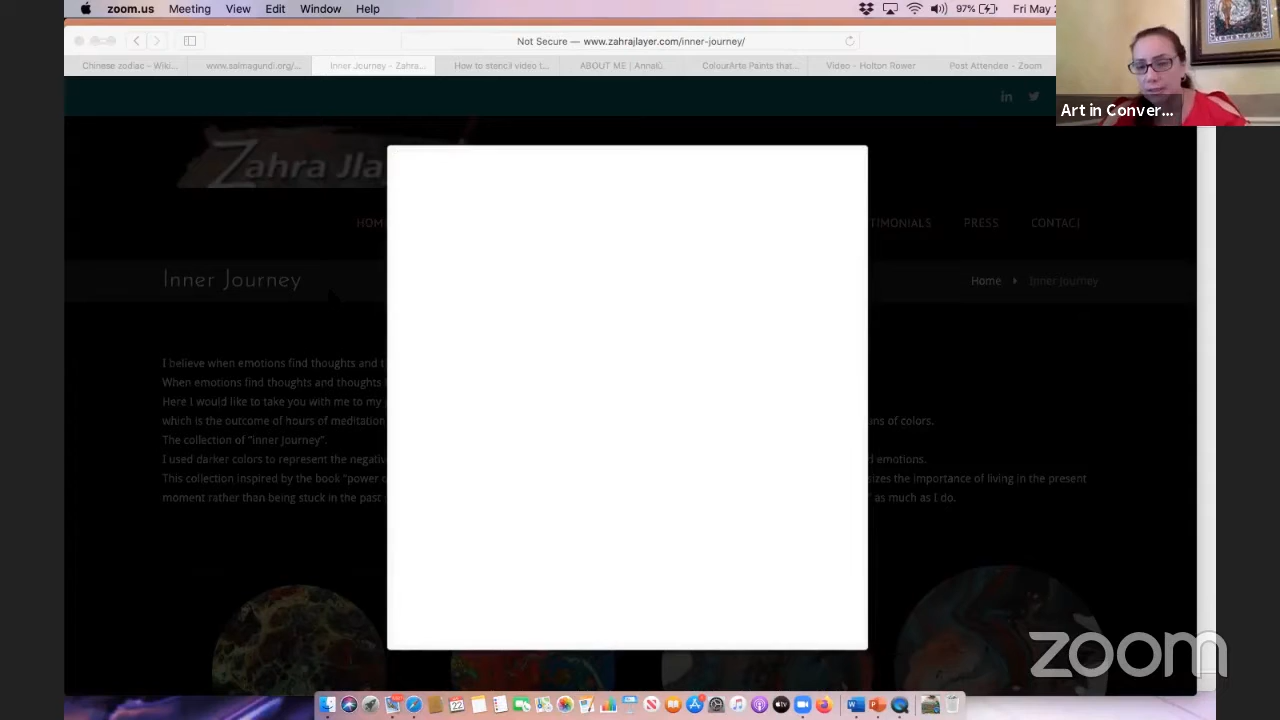 zoom.us Meeting View Edit Window Help
97% Fri May 2
Not Secure — www.zahrajlayer.com/inner-journey/
Chinese zodiac - Wiki... www.salmagundi.org/... Inner Journey - Zahra... How to stencil video t... ABOUT ME | AnnaLù ColourArte Paints that... Video - Holton Rower Post Attendee - Zoom
Art in Conver...
Zahra Jla
HOM TIMONIALS PRESS CONTACT
Inner Journey
Home Inner Journey
I believe when emotions find thoughts and t
When emotions find thoughts and thoughts
Here I would like to take you with me to my
which is the outcome of hours of meditation ans of colors.
The collection of "inner Journey".
I used darker colors to represent the negativ d emotions.
This collection inspired by the book "power o sizes the importance of living in the present
moment rather than being stuck in the past " as much as I do.
zoom